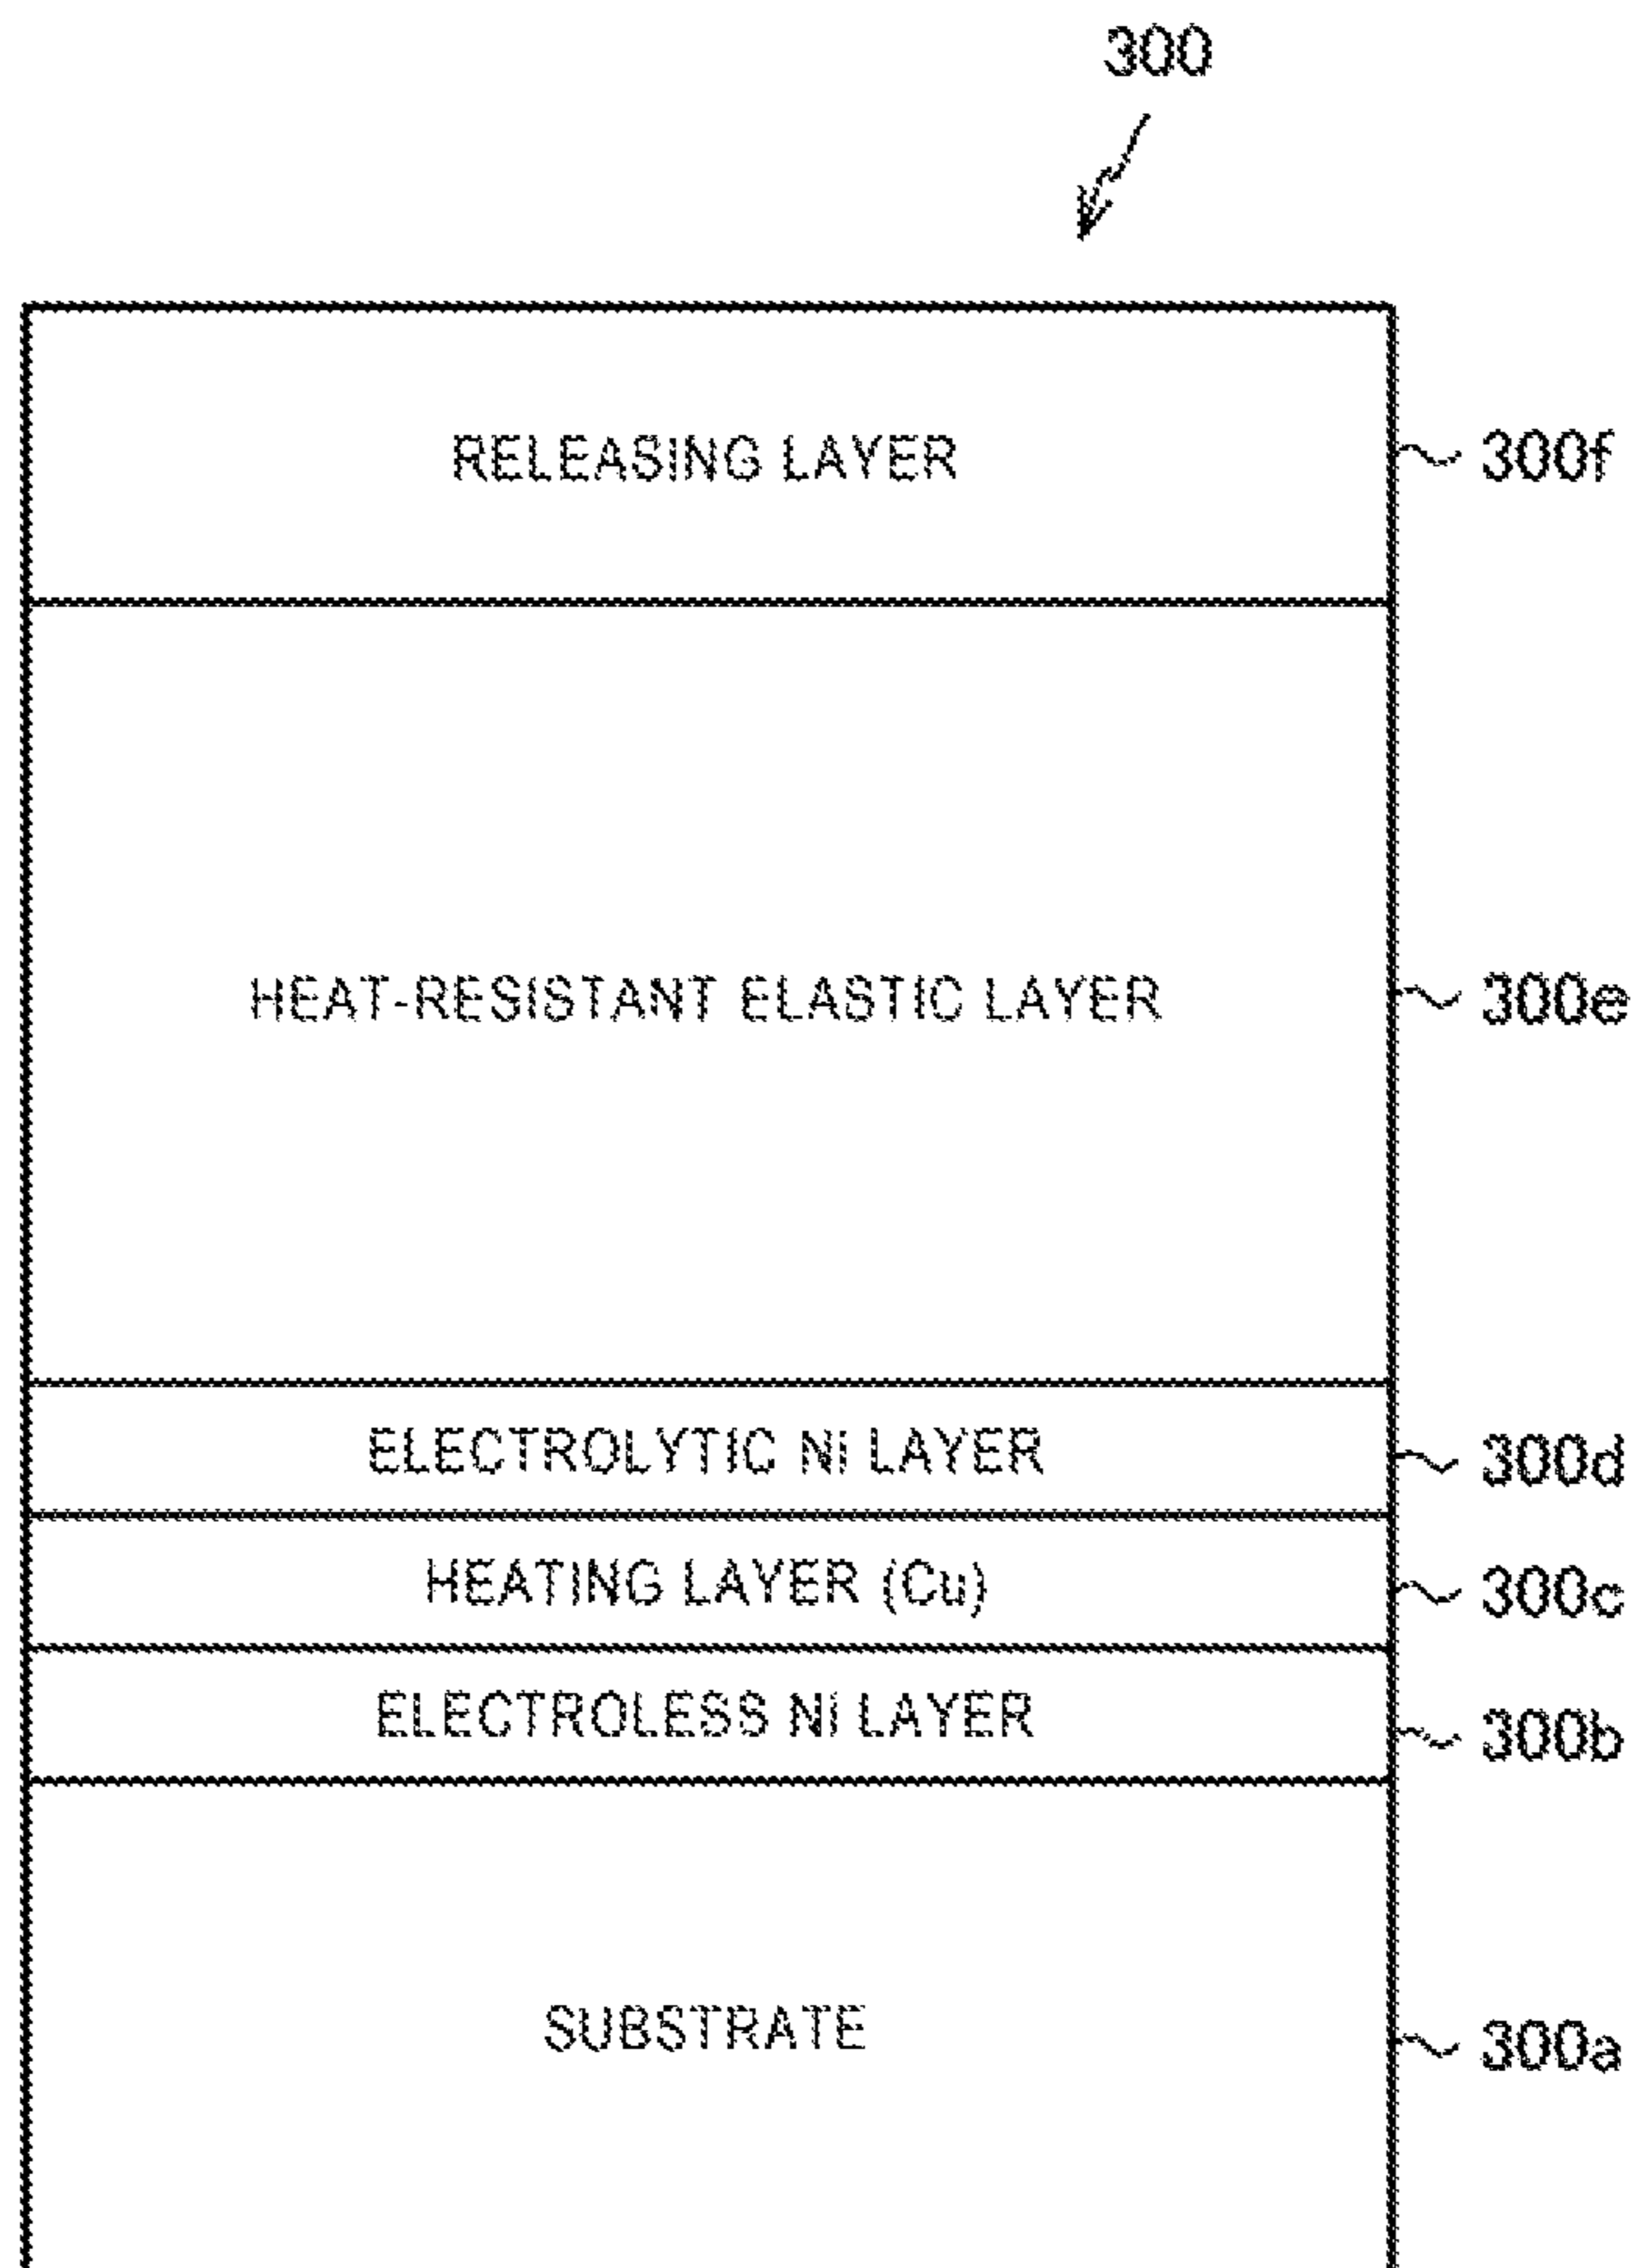 300
RELEASING LAYER 300f
HEAT-RESISTANT ELASTIC LAYER 300e
ELECTROLYTIC Ni LAYER 300d
HEATING LAYER (Cu) 300c
ELECTROLESS Ni LAYER 300b
SUBSTRATE 300a